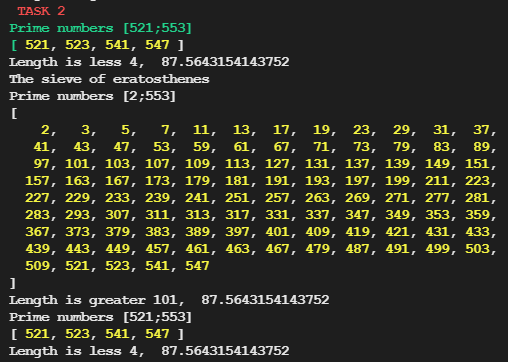 TASK 2
Prime numbers [521;553]
[ 521, 523, 541, 547 ]
Length is less 4,  87.5643154143752
The sieve of eratosthenes
Prime numbers [2;553]
[
    2,   3,   5,   7,  11,  13,  17,  19,  23,  29,  31,  37,
   41,  43,  47,  53,  59,  61,  67,  71,  73,  79,  83,  89,
   97, 101, 103, 107, 109, 113, 127, 131, 137, 139, 149, 151,
  157, 163, 167, 173, 179, 181, 191, 193, 197, 199, 211, 223,
  227, 229, 233, 239, 241, 251, 257, 263, 269, 271, 277, 281,
  283, 293, 307, 311, 313, 317, 331, 337, 347, 349, 353, 359,
  367, 373, 379, 383, 389, 397, 401, 409, 419, 421, 431, 433,
  439, 443, 449, 457, 461, 463, 467, 479, 487, 491, 499, 503,
  509, 521, 523, 541, 547
]
Length is greater 101,  87.5643154143752
Prime numbers [521;553]
[ 521, 523, 541, 547 ]
Length is less 4,  87.5643154143752